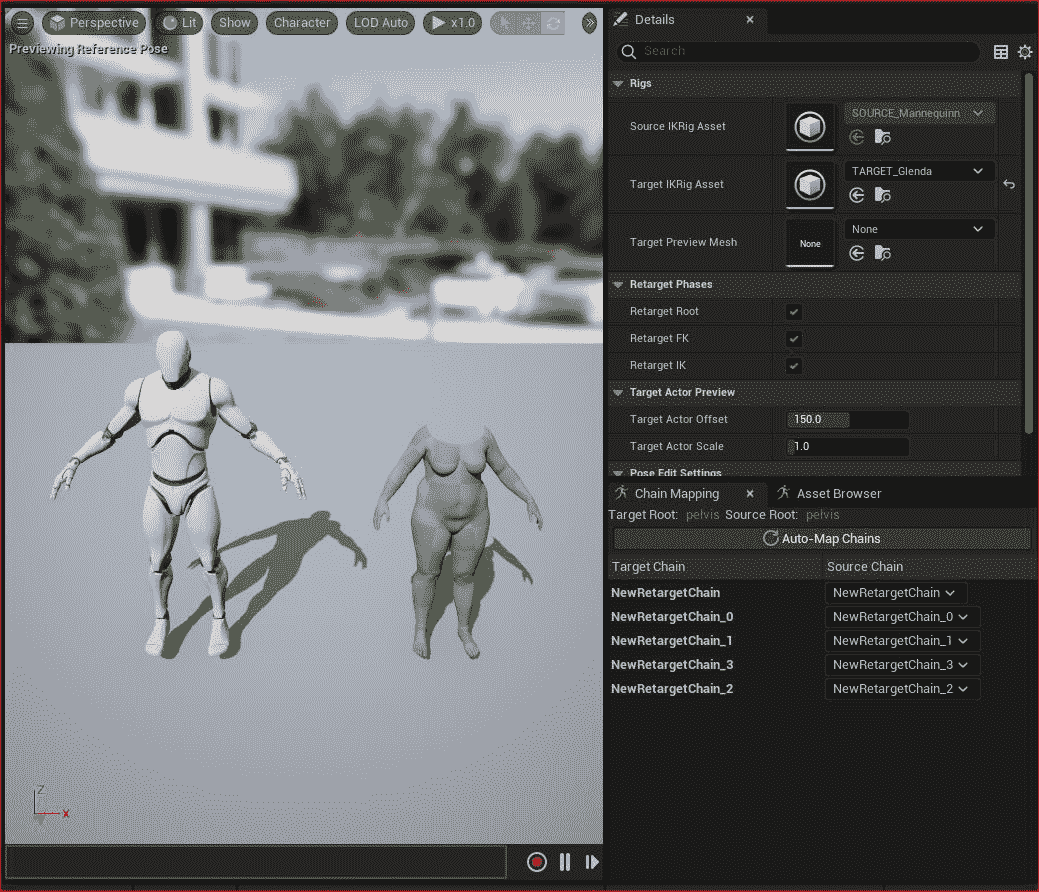 Perspective Lit Show Character LOD Auto x1.0
Previewing Reference Pose
Z
X
Details
Search
Rigs
Source IKRig Asset SOURCE_Mannequinn
Target IKRig Asset TARGET_Glenda
Target Preview Mesh None None
Retarget Phases
Retarget Root
Retarget FK
Retarget IK
Target Actor Preview
Target Actor Offset 150.0
Target Actor Scale 1.0
Pose Edit Settings
Chain Mapping Asset Browser
Target Root: pelvis Source Root: pelvis
Auto-Map Chains
Target Chain Source Chain
NewRetargetChain NewRetargetChain
NewRetargetChain_0 NewRetargetChain_0
NewRetargetChain_1 NewRetargetChain_1
NewRetargetChain_3 NewRetargetChain_3
NewRetargetChain_2 NewRetargetChain_2